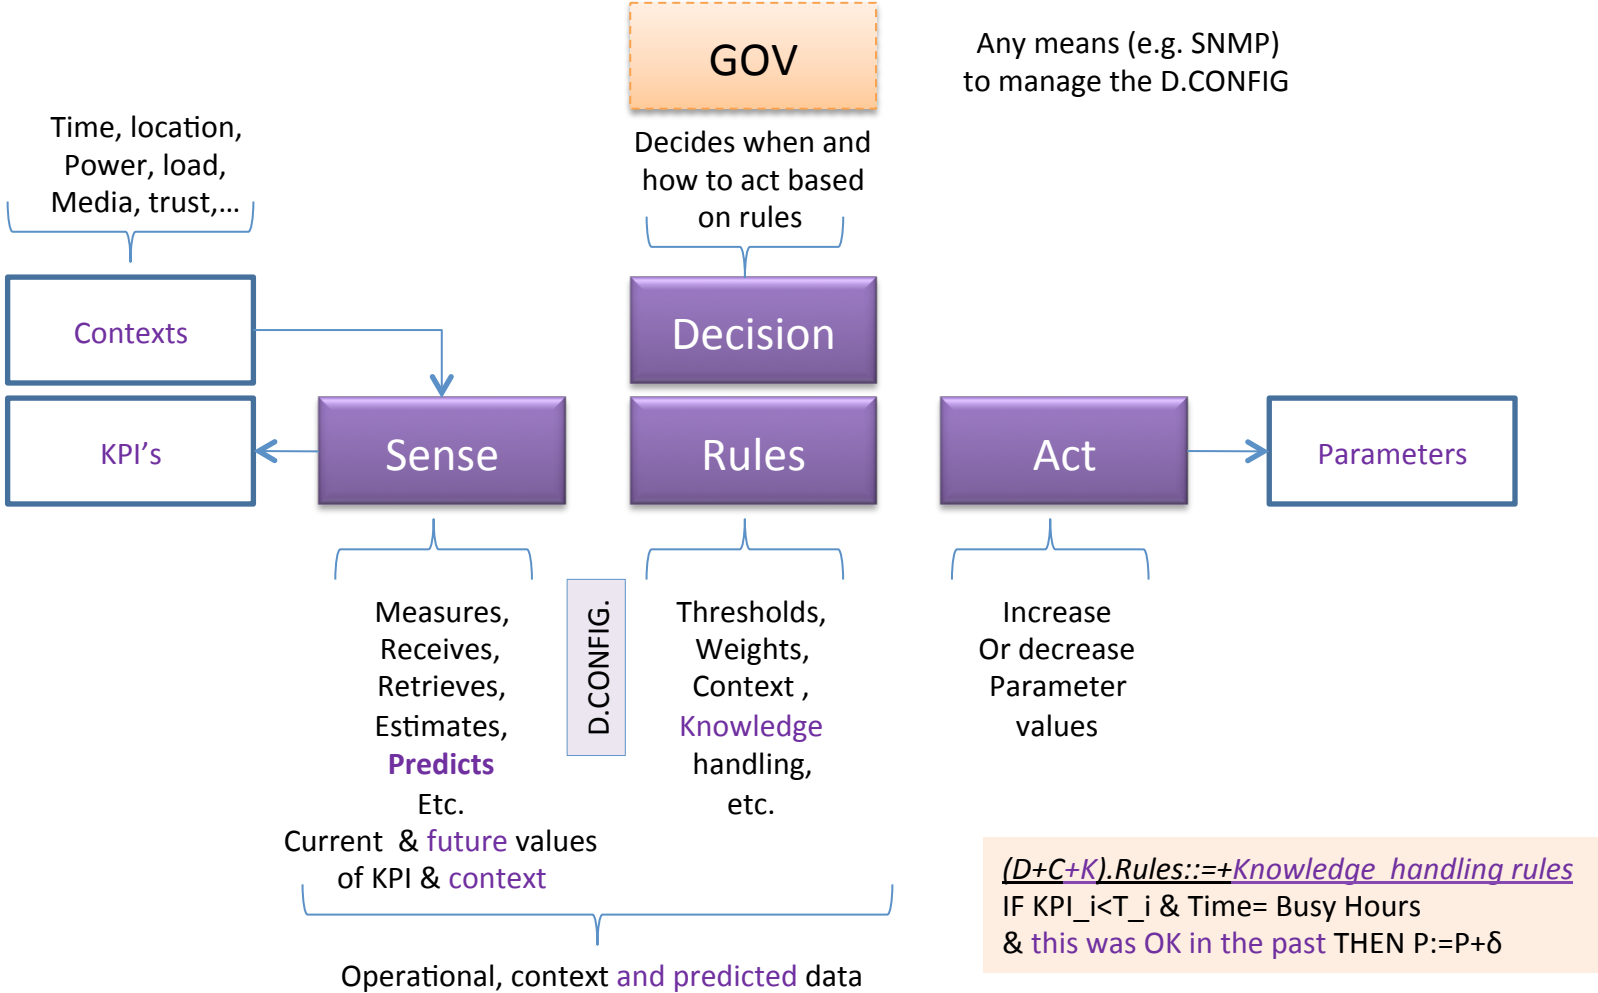 GOV
Any means (e.g. SNMP)
to manage the D.CONFIG
Time, location,
Power, load,
Media, trust,...
Decides when and
how to act based
on rules
Contexts
Decision
KPI's
Sense
Rules
Act
Parameters
Measures,
Receives,
Retrieves,
Estimates,
Predicts
Etc.
Current & future values
of KPI & context
D.CONFIG.
Thresholds,
Weights,
Context ,
Knowledge
handling,
etc.
Increase
Or decrease
Parameter
values
(D+C+K).Rules::=+Knowledge handling rules
IF KPI_i<T_i & Time= Busy Hours
& this was OK in the past THEN P:=P+δ
Operational, context and predicted data